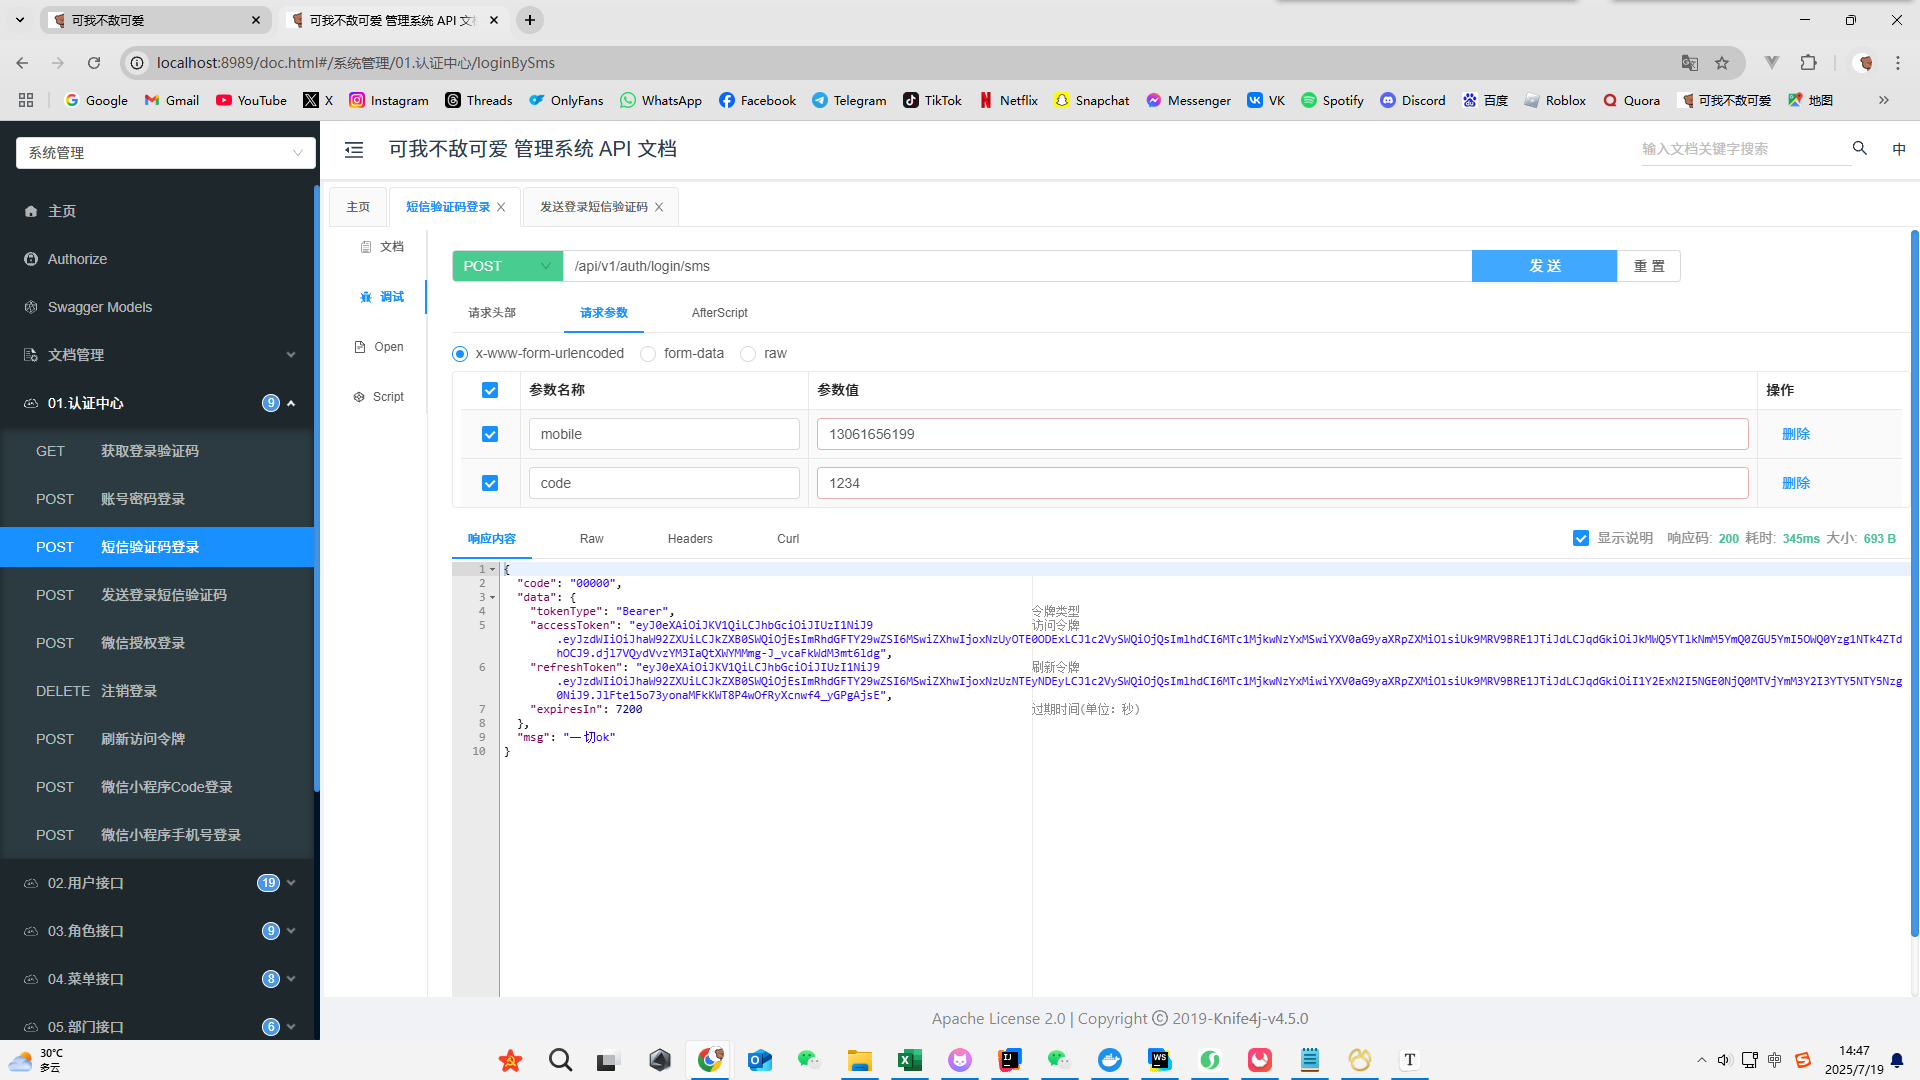 可我不敌可爱
可我不敌可爱 管理系统 API 文
localhost:8989/doc.html#/系统管理/01.认证中心/loginBySms
Google Gmail YouTube X Instagram Threads OnlyFans WhatsApp Facebook Telegram TikTok Netflix Snapchat Messenger VK Spotify Discord 百度 Roblox Quora 可我不敌可爱 地图
系统管理
主页
Authorize
Swagger Models
文档管理
01.认证中心 9
GET 获取登录验证码
POST 账号密码登录
POST 短信验证码登录
POST 发送登录短信验证码
POST 微信授权登录
DELETE 注销登录
POST 刷新访问令牌
POST 微信小程序Code登录
POST 微信小程序手机号登录
02.用户接口 19
03.角色接口 9
04.菜单接口 8
05.部门接口 6
可我不敌可爱 管理系统 API 文档
输入文档关键字搜索 中
主页 短信验证码登录 发送登录短信验证码
文档
调试
Open
Script
POST /api/v1/auth/login/sms 发 送 重 置
请求头部 请求参数 AfterScript
x-www-form-urlencoded form-data raw
参数名称 参数值 操作
mobile 13061656199 删除
code 1234 删除
响应内容 Raw Headers Curl 显示说明 响应码: 200 耗时: 345ms 大小: 693 B
1 {
2 "code": "00000",
3 "data": {
4 "tokenType": "Bearer", 令牌类型
5 "accessToken": "eyJ0eXAiOiJKV1QiLCJhbGciOiJIUzI1NiJ9 访问令牌
.eyJzdWIiOiJhaW92ZXUiLCJkZXB0SWQiOjEsImRhdGFTY29wZSI6MSwiZXhwIjoxNzUyOTE0ODExLCJ1c2VySWQiOjQsImlhdCI6MTc1MjkwNzYxMSwiYXV0aG9yaXRpZXMiOlsiUk9MRV9BRE1JTiJdLCJqdGkiOiJkMWQ5YTlkNmM5YmQ0ZGU5YmI5OWQ0Yzg1NTk4ZTd
hOCJ9.djl7VQydVvzYM3IaQtXWYMMmg-J_vcaFkWdM3mt6ldg",
6 "refreshToken": "eyJ0eXAiOiJKV1QiLCJhbGciOiJIUzI1NiJ9 刷新令牌
.eyJzdWIiOiJhaW92ZXUiLCJkZXB0SWQiOjEsImRhdGFTY29wZSI6MSwiZXhwIjoxNzUzNTEyNDEyLCJ1c2VySWQiOjQsImlhdCI6MTc1MjkwNzYxMiwiYXV0aG9yaXRpZXMiOlsiUk9MRV9BRE1JTiJdLCJqdGkiOiI1Y2ExN2I5NGE0NjQ0MTVjYmM3Y2I3YTY5NTY5Nzg
0NiJ9.J1Fte15o73yonaMFkKWT8P4wOfRyXcnwf4_yGPgAjsE",
7 "expiresIn": 7200 过期时间(单位: 秒)
8 },
9 "msg": "一切ok"
10 }
Apache License 2.0 | Copyright © 2019-Knife4j-v4.5.0
30°C
多云
中
14:47
2025/7/19